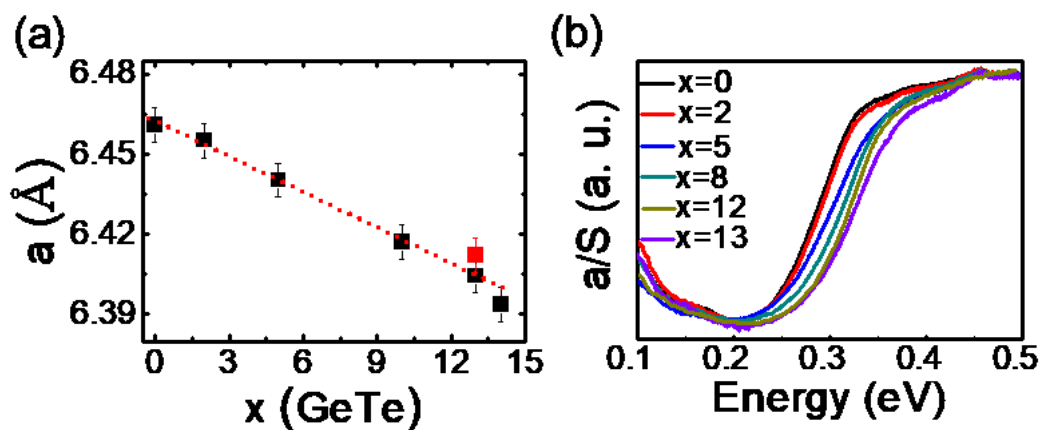 (a)
a (Å)
6.48
6.45
6.42
6.39
0 3 6 9 12 15
x (GeTe)
(b)
a/S (a. u.)
x=0
x=2
x=5
x=8
x=12
x=13
0.1 0.2 0.3 0.4 0.5
Energy (eV)